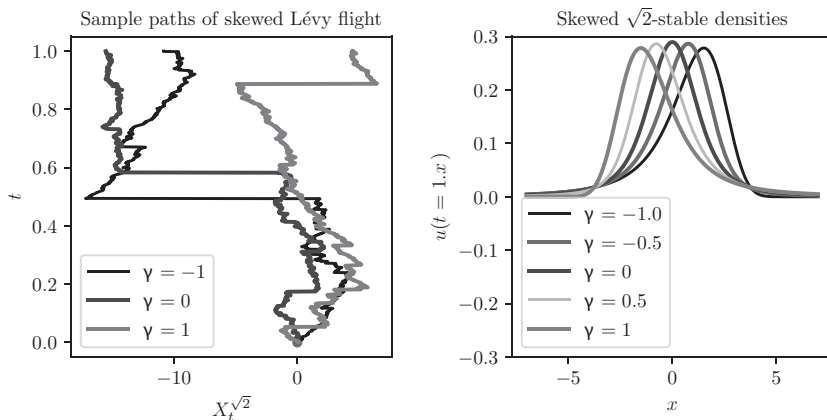 Sample paths of skewed Lévy flight
1.0
0.8
0.6
t
0.4
0.2
0.0
γ = −1
γ = 0
γ = 1
−10
0
X_t^{√2}
Skewed √2-stable densities
0.3
0.2
0.1
u(t = 1.x)
0.0
−0.1
−0.2
−0.3
γ = −1.0
γ = −0.5
γ = 0
γ = 0.5
γ = 1
−5
0
5
x